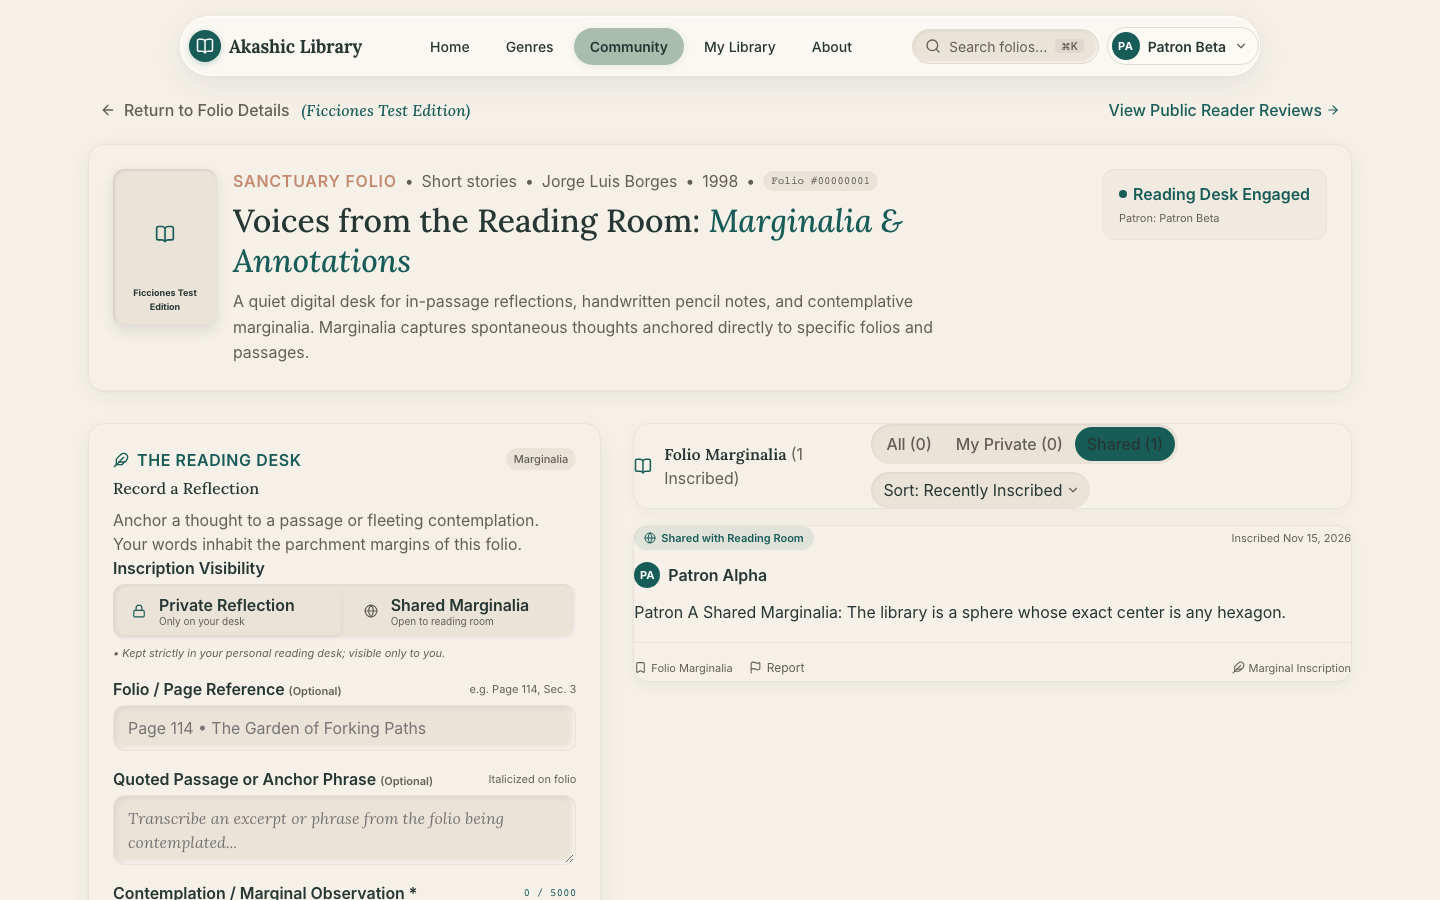 Akashic Library
Home
Genres
Community
My Library
About
Search folios... ⌘K
PA Patron Beta
← Return to Folio Details (Ficciones Test Edition)
View Public Reader Reviews →
Ficciones Test
Edition
SANCTUARY FOLIO • Short stories • Jorge Luis Borges • 1998 • Folio #00000001
Voices from the Reading Room: Marginalia &
Annotations
A quiet digital desk for in-passage reflections, handwritten pencil notes, and contemplative
marginalia. Marginalia captures spontaneous thoughts anchored directly to specific folios and
passages.
Reading Desk Engaged
Patron: Patron Beta
THE READING DESK
Marginalia
Record a Reflection
Anchor a thought to a passage or fleeting contemplation.
Your words inhabit the parchment margins of this folio.
Inscription Visibility
Private Reflection
Only on your desk
Shared Marginalia
Open to reading room
• Kept strictly in your personal reading desk; visible only to you.
Folio / Page Reference (Optional)
e.g. Page 114, Sec. 3
Page 114 • The Garden of Forking Paths
Quoted Passage or Anchor Phrase (Optional)
Italicized on folio
Transcribe an excerpt or phrase from the folio being
contemplated...
Contemplation / Marginal Observation *
0 / 5000
Folio Marginalia (1
Inscribed)
All (0)
My Private (0)
Shared (1)
Sort: Recently Inscribed
Shared with Reading Room
Inscribed Nov 15, 2026
PA Patron Alpha
Patron A Shared Marginalia: The library is a sphere whose exact center is any hexagon.
Folio Marginalia
Report
Marginal Inscription